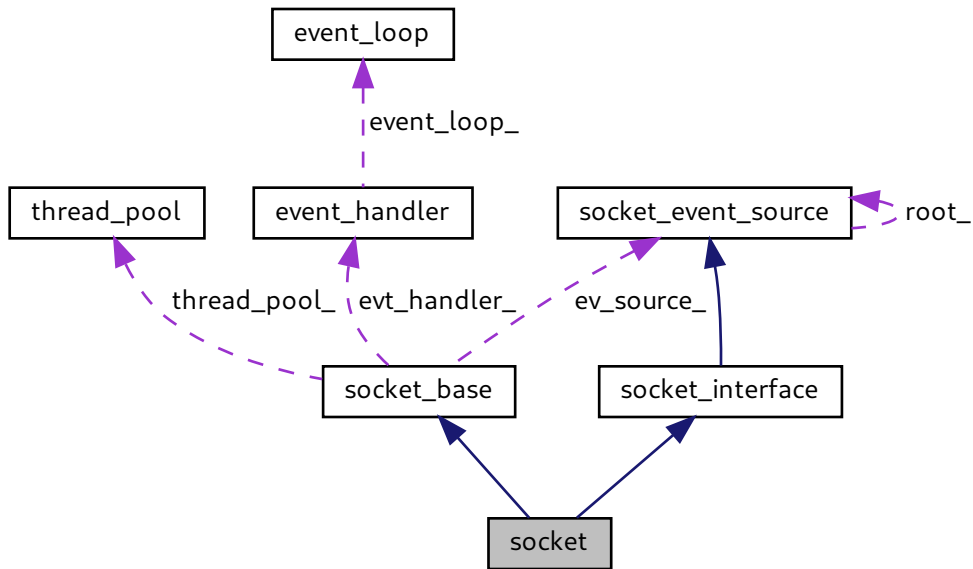 event_loop
event_loop_
thread_pool
event_handler
socket_event_source
root_
thread_pool_
evt_handler_
ev_source_
socket_base
socket_interface
socket